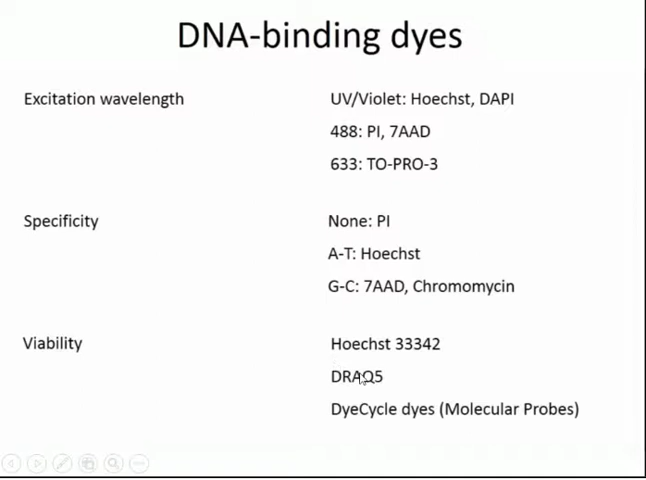 DNA-binding dyes
Excitation wavelength
UV/Violet: Hoechst, DAPI
488: PI, 7AAD
633: TO-PRO-3
Specificity
None: PI
A-T: Hoechst
G-C: 7AAD, Chromomycin
Viability
Hoechst 33342
DRAQ5
DyeCycle dyes (Molecular Probes)